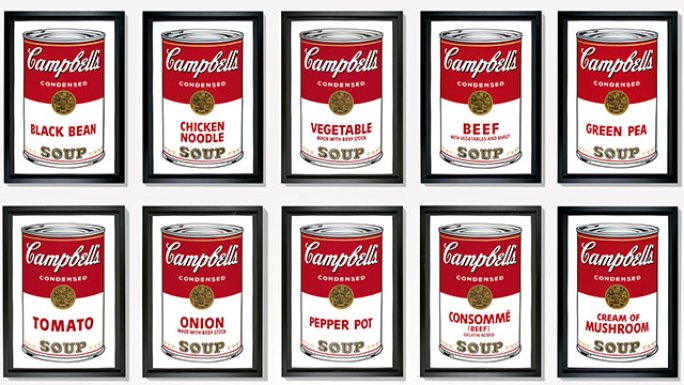 Campbell's
CONDENSED
BLACK BEAN
SOUP
Campbell's
CONDENSED
CHICKEN
NOODLE
SOUP
Campbell's
CONDENSED
VEGETABLE
MADE WITH BEEF STOCK
SOUP
Campbell's
CONDENSED
BEEF
WITH VEGETABLES AND BARLEY
SOUP
Campbell's
CONDENSED
GREEN PEA
SOUP
Campbell's
CONDENSED
TOMATO
SOUP
Campbell's
CONDENSED
ONION
MADE WITH BEEF STOCK
SOUP
Campbell's
CONDENSED
PEPPER POT
SOUP
Campbell's
CONDENSED
CONSOMMÉ
(BEEF)
GELATIN ADDED
SOUP
Campbell's
CONDENSED
CREAM OF
MUSHROOM
SOUP